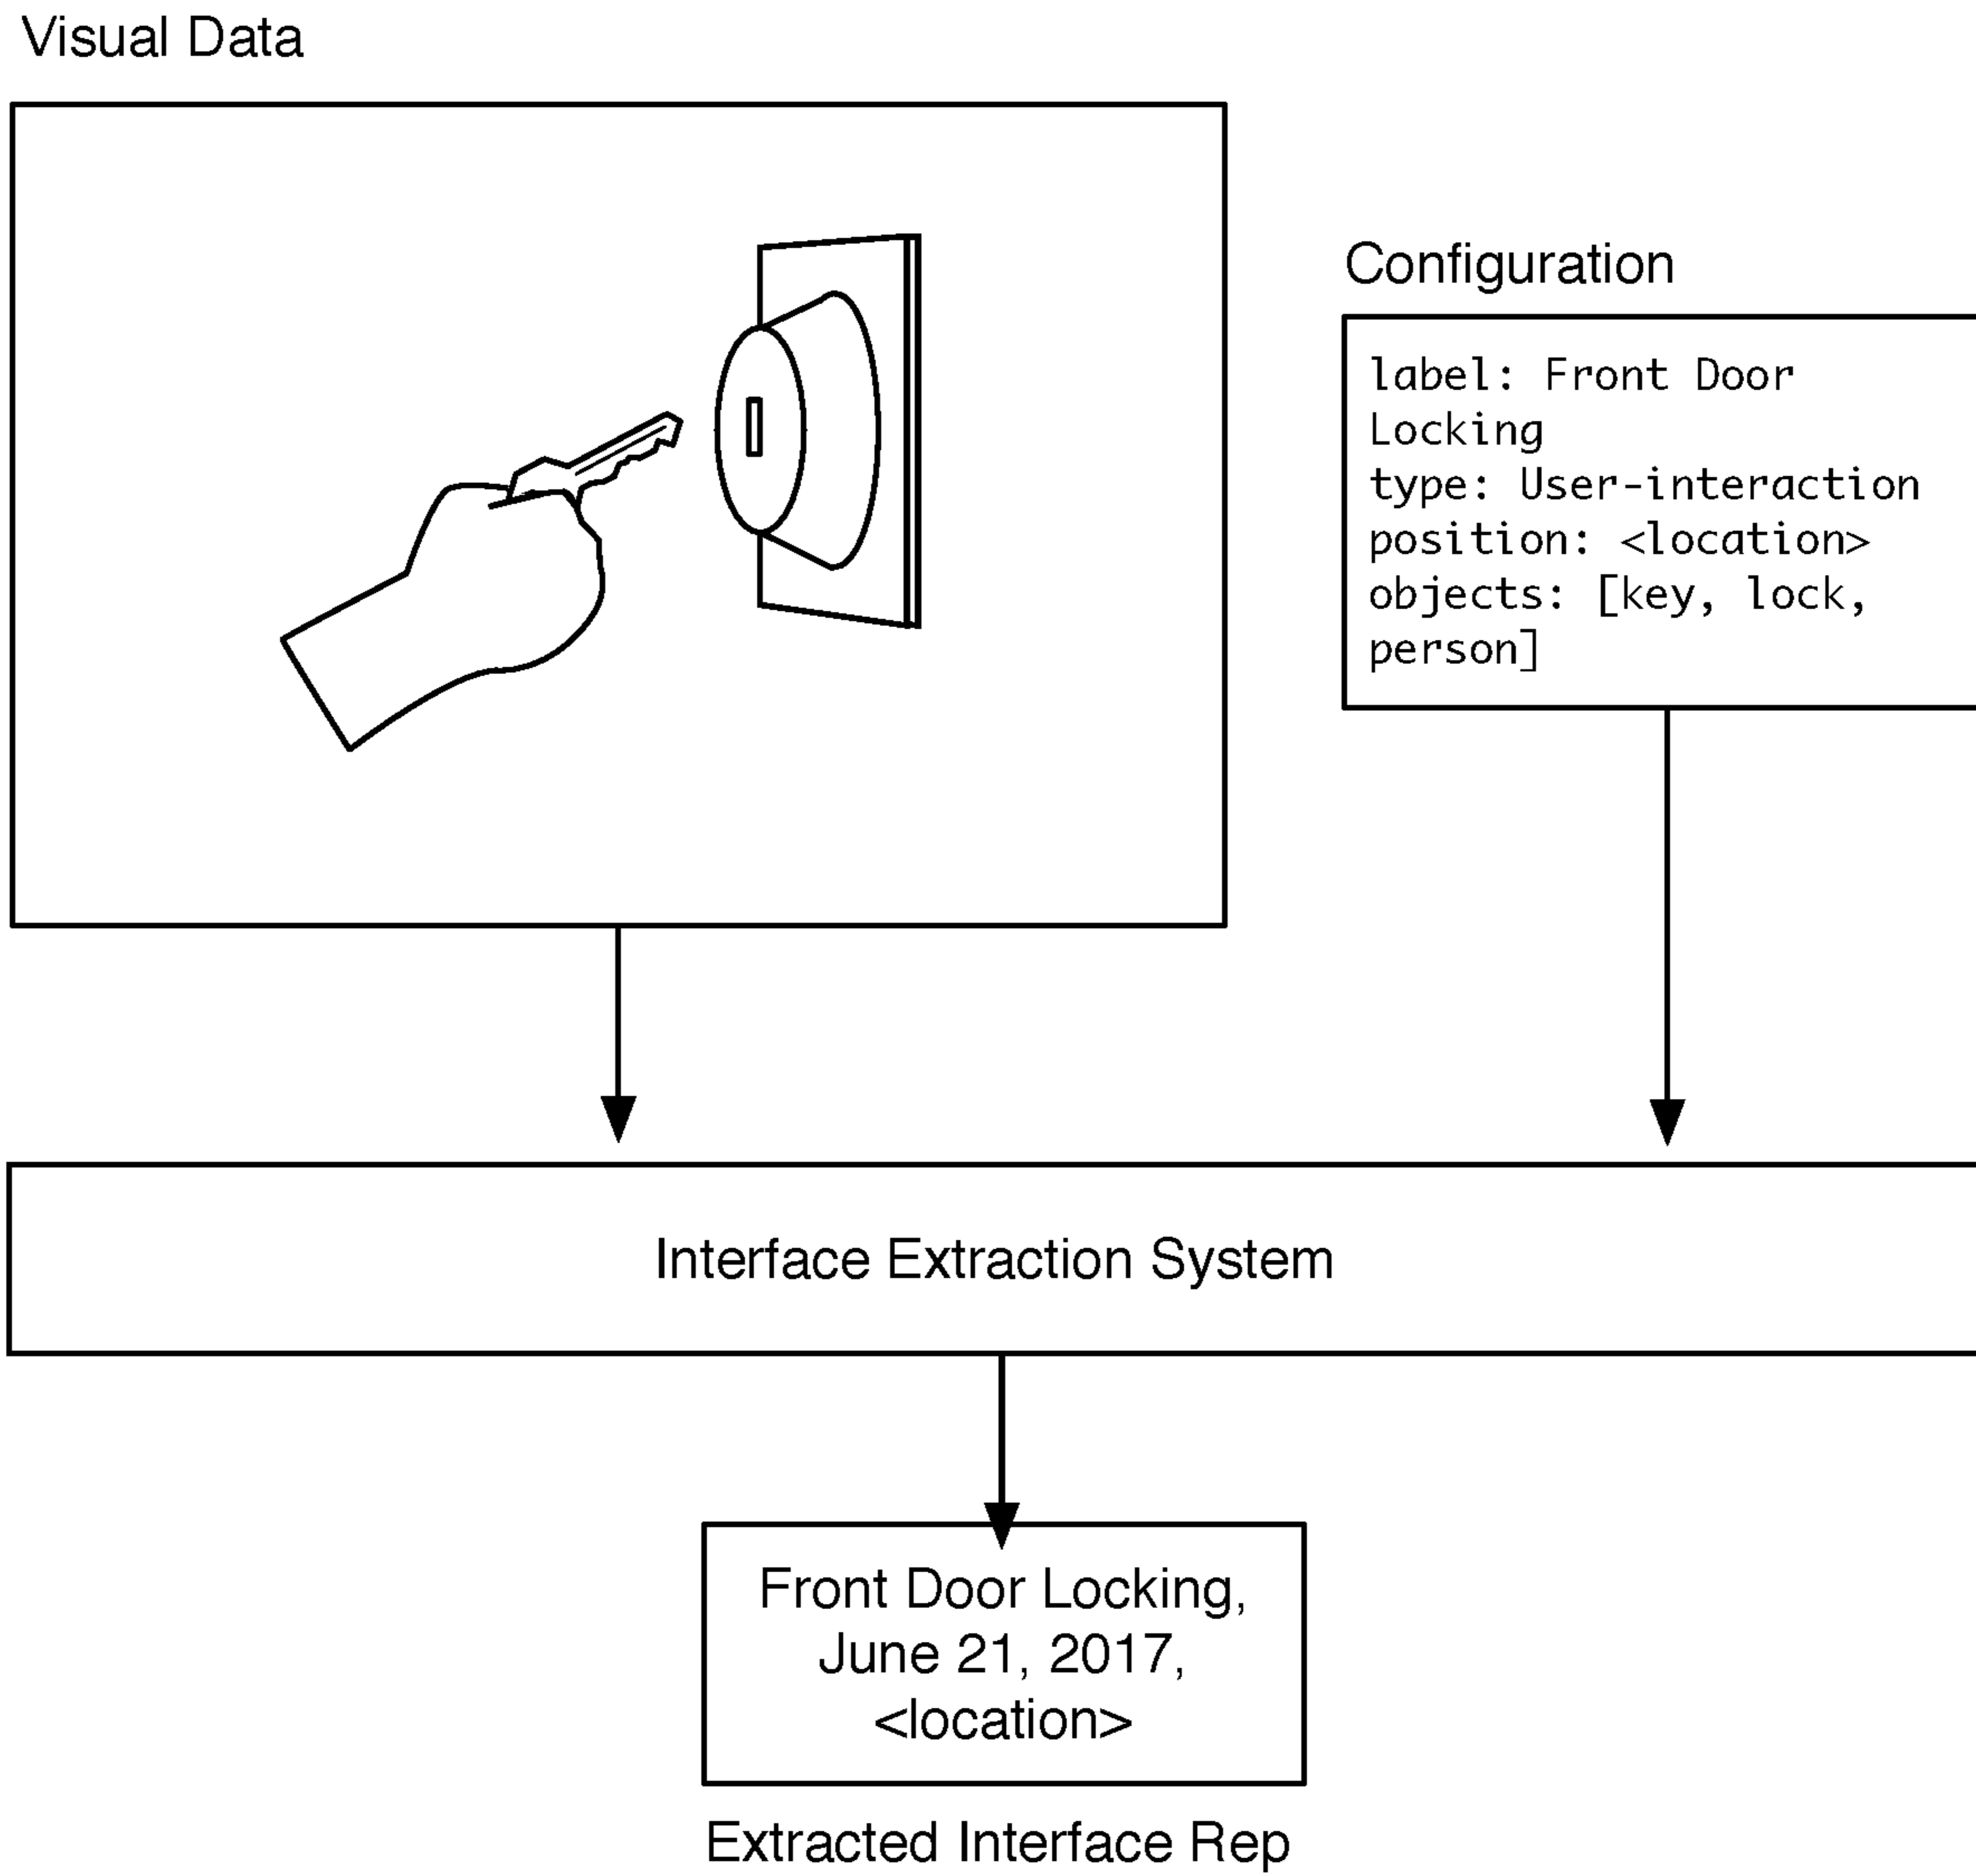 Visual Data
Configuration
label: Front Door
Locking
type: User-interaction
position: <location>
objects: [key, lock,
person]
Interface Extraction System
Front Door Locking,
June 21, 2017,
<location>
Extracted Interface Rep